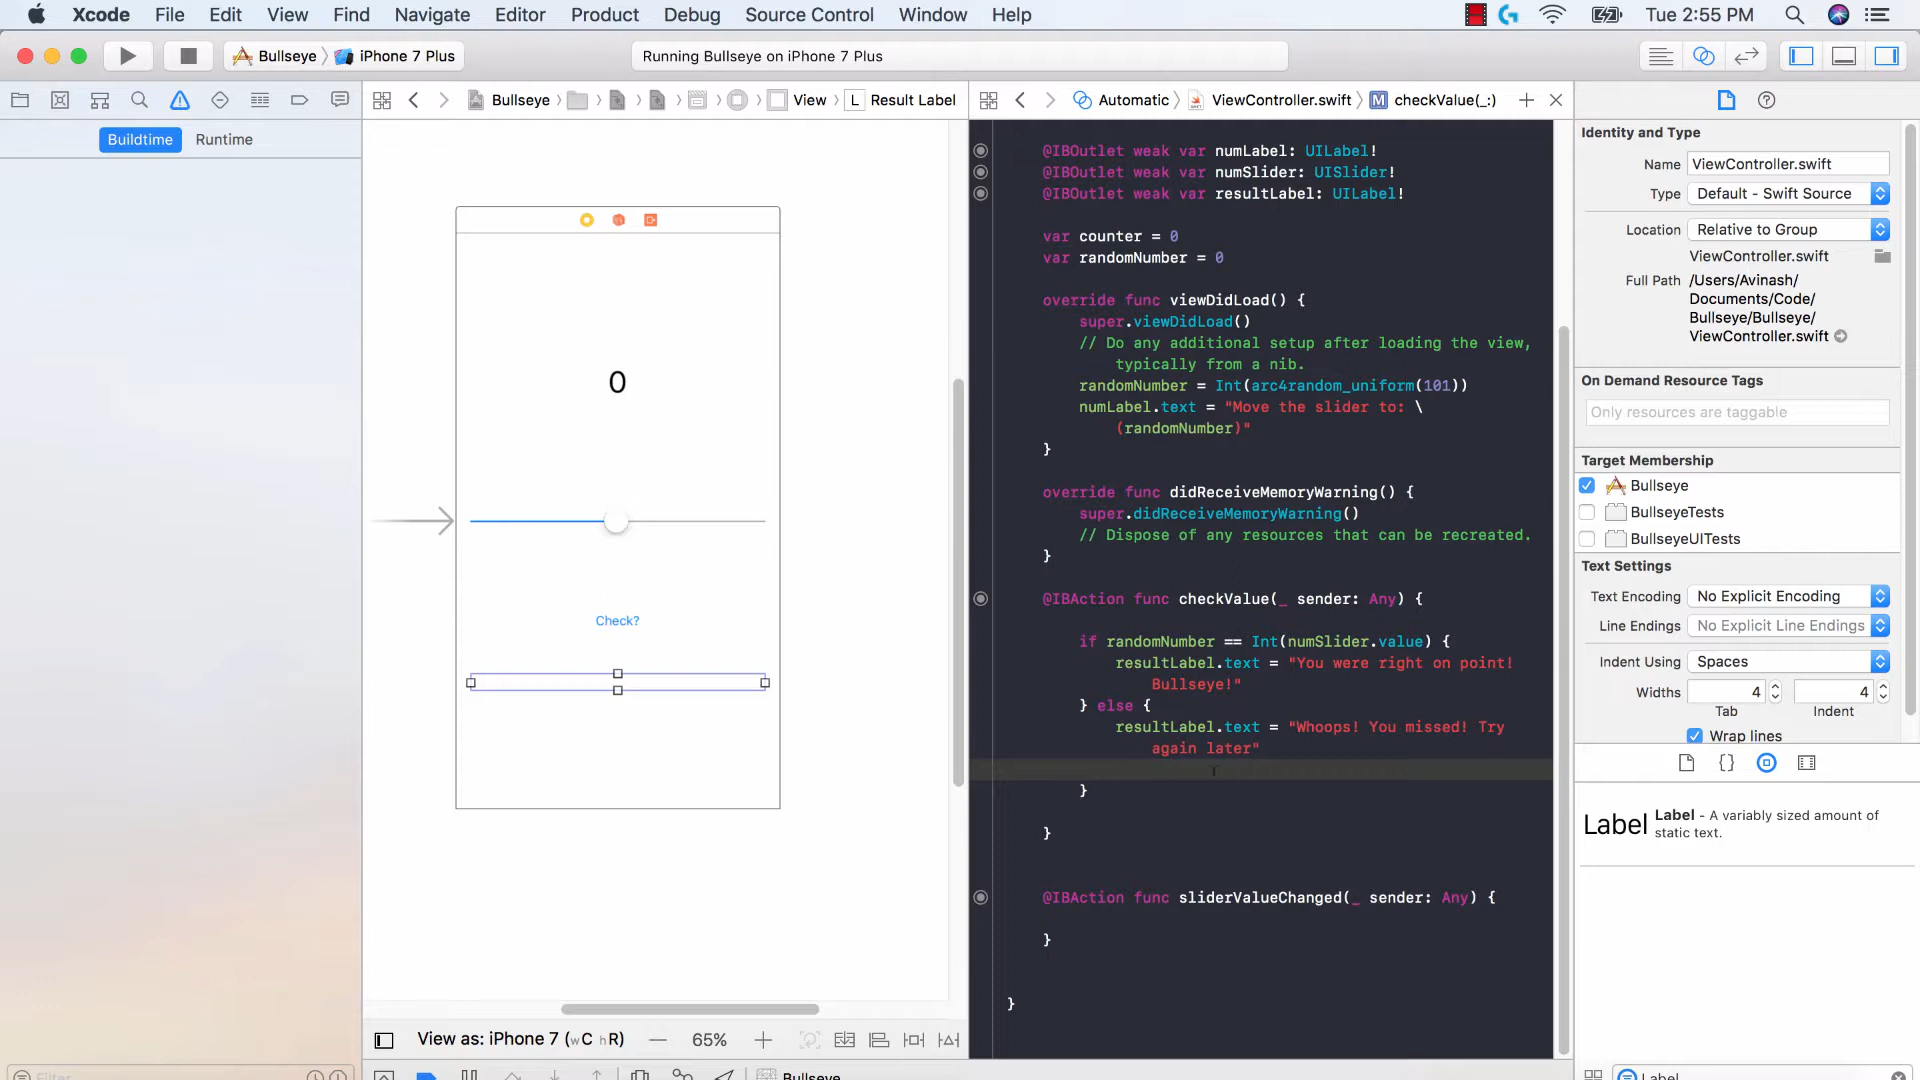 Xcode File Edit View Find Navigate Editor Product Debug Source Control Window Help Tue 2:55 PM
Bullseye iPhone 7 Plus Running Bullseye on iPhone 7 Plus
Bullseye View L Result Label Automatic ViewController.swift M checkValue(_:)
Buildtime Runtime
0
Check?
View as: iPhone 7 (wC hR) 65%
Filter
Bullseye
@IBOutlet weak var numLabel: UILabel!
@IBOutlet weak var numSlider: UISlider!
@IBOutlet weak var resultLabel: UILabel!
var counter = 0
var randomNumber = 0
override func viewDidLoad() {
super.viewDidLoad()
// Do any additional setup after loading the view,
typically from a nib.
randomNumber = Int(arc4random_uniform(101))
numLabel.text = "Move the slider to: \
(randomNumber)"
}
override func didReceiveMemoryWarning() {
super.didReceiveMemoryWarning()
// Dispose of any resources that can be recreated.
}
@IBAction func checkValue(_ sender: Any) {
if randomNumber == Int(numSlider.value) {
resultLabel.text = "You were right on point!
Bullseye!"
} else {
resultLabel.text = "Whoops! You missed! Try
again later"
}
}
@IBAction func sliderValueChanged(_ sender: Any) {
}
}
Identity and Type
Name ViewController.swift
Type Default - Swift Source
Location Relative to Group
ViewController.swift
Full Path /Users/Avinash/
Documents/Code/
Bullseye/Bullseye/
ViewController.swift
On Demand Resource Tags
Only resources are taggable
Target Membership
Bullseye
BullseyeTests
BullseyeUITests
Text Settings
Text Encoding No Explicit Encoding
Line Endings No Explicit Line Endings
Indent Using Spaces
Widths 4 4
Tab Indent
Wrap lines
Label Label - A variably sized amount of
static text.
Label